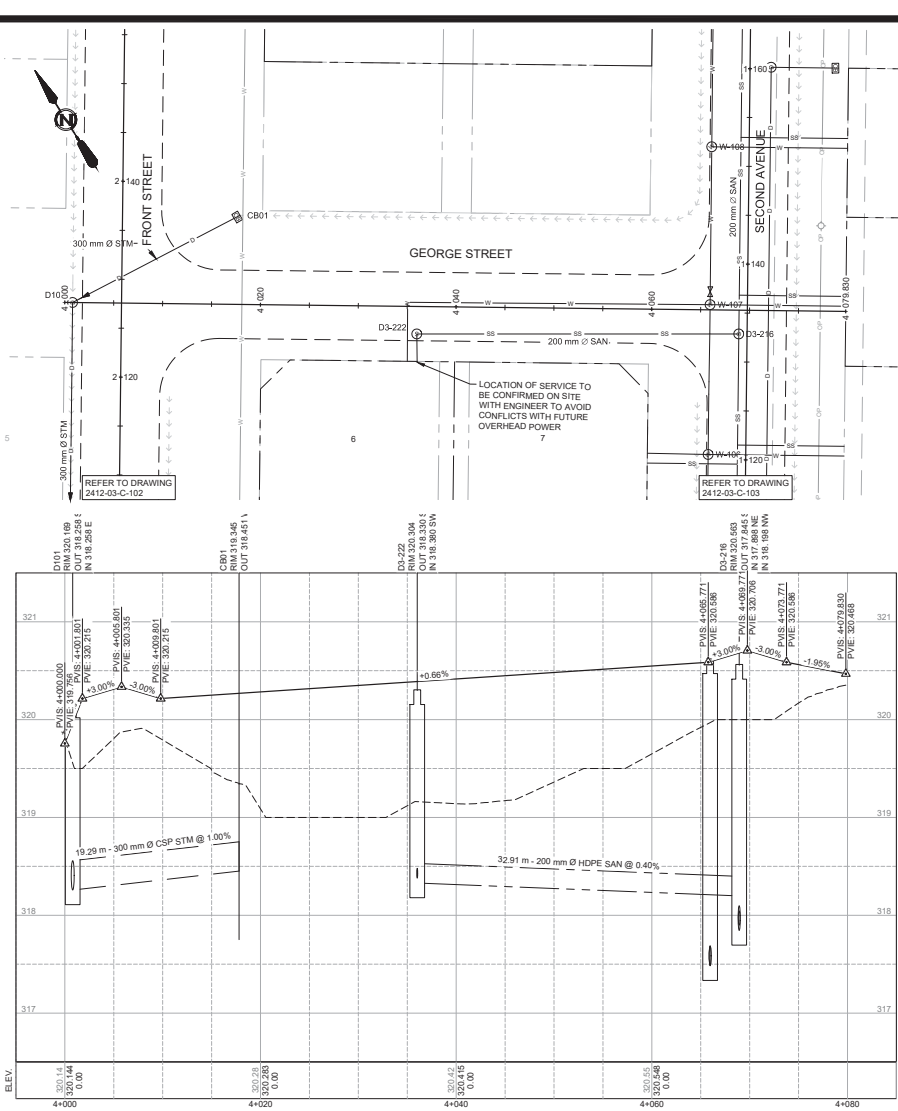 N
1+160
OP
W
SS
W-108
2+140
FRONT STREET
CB01
200 mm Ø SAN
SECOND AVENUE
300 mm Ø STM
GEORGE STREET
1+140
4+000
4+020
4+040
4+060
4+079.830
W-107
D3-222
200 mm Ø SAN
D3-216
2+120
LOCATION OF SERVICE TO
BE CONFIRMED ON SITE
WITH ENGINEER TO AVOID
CONFLICTS WITH FUTURE
OVERHEAD POWER
5
6
7
300 mm Ø STM
1+120
REFER TO DRAWING
2412-03-C-102
REFER TO DRAWING
2412-03-C-103
D101
RIM 320.169
OUT 318.258
IN 318.258 E
CB01
RIM 319.345
OUT 318.451
D3-222
RIM 320.304
OUT 318.330
IN 318.380 SW
D3-216
RIM 320.563
OUT 317.845
IN 317.898 NE
IN 318.198 NW
PVIS: 4+000.000
PVIE: 319.756
PVIS: 4+001.801
PVIE: 320.215
PVIS: 4+005.801
PVIE: 320.335
PVIS: 4+009.801
PVIE: 320.215
PVIS: 4+065.771
PVIE: 320.586
PVIS: 4+069.771
PVIE: 320.706
PVIS: 4+073.771
PVIE: 320.586
PVIS: 4+079.830
PVIE: 320.468
321
321
+3.00%
-3.00%
+0.66%
+3.00%
-3.00%
-1.95%
320
320
319
319
19.29 m - 300 mm Ø CSP STM @ 1.00%
32.91 m - 200 mm Ø HDPE SAN @ 0.40%
318
318
317
317
ELEV.
320.14
320.144
0.00
320.28
320.283
0.00
320.42
320.415
0.00
320.55
320.548
0.00
4+000
4+020
4+040
4+060
4+080